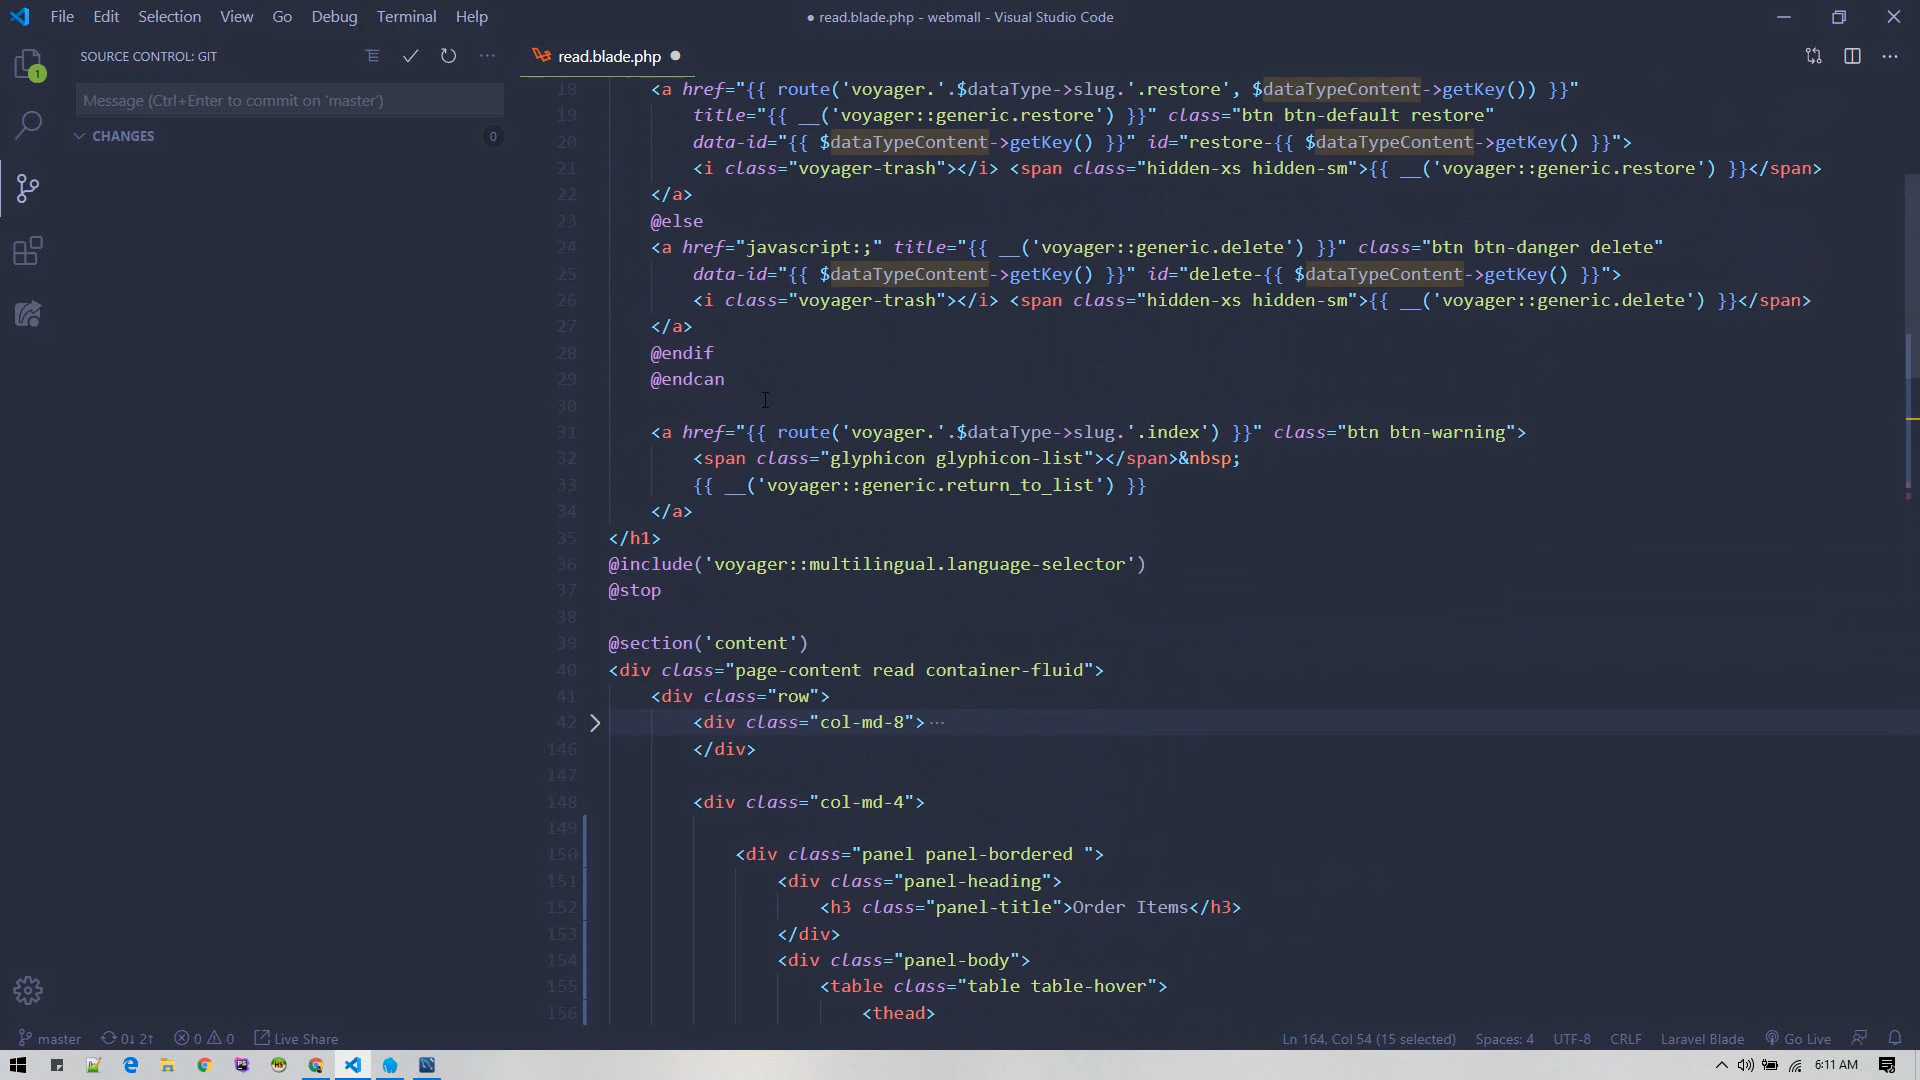 File Edit Selection View Go Debug Terminal Help
● read.blade.php - webmall - Visual Studio Code
SOURCE CONTROL: GIT
1
Message (Ctrl+Enter to commit on 'master')
CHANGES 0
read.blade.php
18 <a href="{{ route('voyager.'.$dataType->slug.'.restore', $dataTypeContent->getKey()) }}"
19 title="{{ __('voyager::generic.restore') }}" class="btn btn-default restore"
20 data-id="{{ $dataTypeContent->getKey() }}" id="restore-{{ $dataTypeContent->getKey() }}">
21 <i class="voyager-trash"></i> <span class="hidden-xs hidden-sm">{{ __('voyager::generic.restore') }}</span>
22 </a>
23 @else
24 <a href="javascript:;" title="{{ __('voyager::generic.delete') }}" class="btn btn-danger delete"
25 data-id="{{ $dataTypeContent->getKey() }}" id="delete-{{ $dataTypeContent->getKey() }}">
26 <i class="voyager-trash"></i> <span class="hidden-xs hidden-sm">{{ __('voyager::generic.delete') }}</span>
27 </a>
28 @endif
29 @endcan
30
31 <a href="{{ route('voyager.'.$dataType->slug.'.index') }}" class="btn btn-warning">
32 <span class="glyphicon glyphicon-list"></span>&nbsp;
33 {{ __('voyager::generic.return_to_list') }}
34 </a>
35 </h1>
36 @include('voyager::multilingual.language-selector')
37 @stop
38
39 @section('content')
40 <div class="page-content read container-fluid">
41 <div class="row">
42 <div class="col-md-8">···
146 </div>
147
148 <div class="col-md-4">
149
150 <div class="panel panel-bordered ">
151 <div class="panel-heading">
152 <h3 class="panel-title">Order Items</h3>
153 </div>
154 <div class="panel-body">
155 <table class="table table-hover">
156 <thead>
master 0↓ 2↑ 0 0 Live Share Ln 164, Col 54 (15 selected) Spaces: 4 UTF-8 CRLF Laravel Blade Go Live
6:11 AM